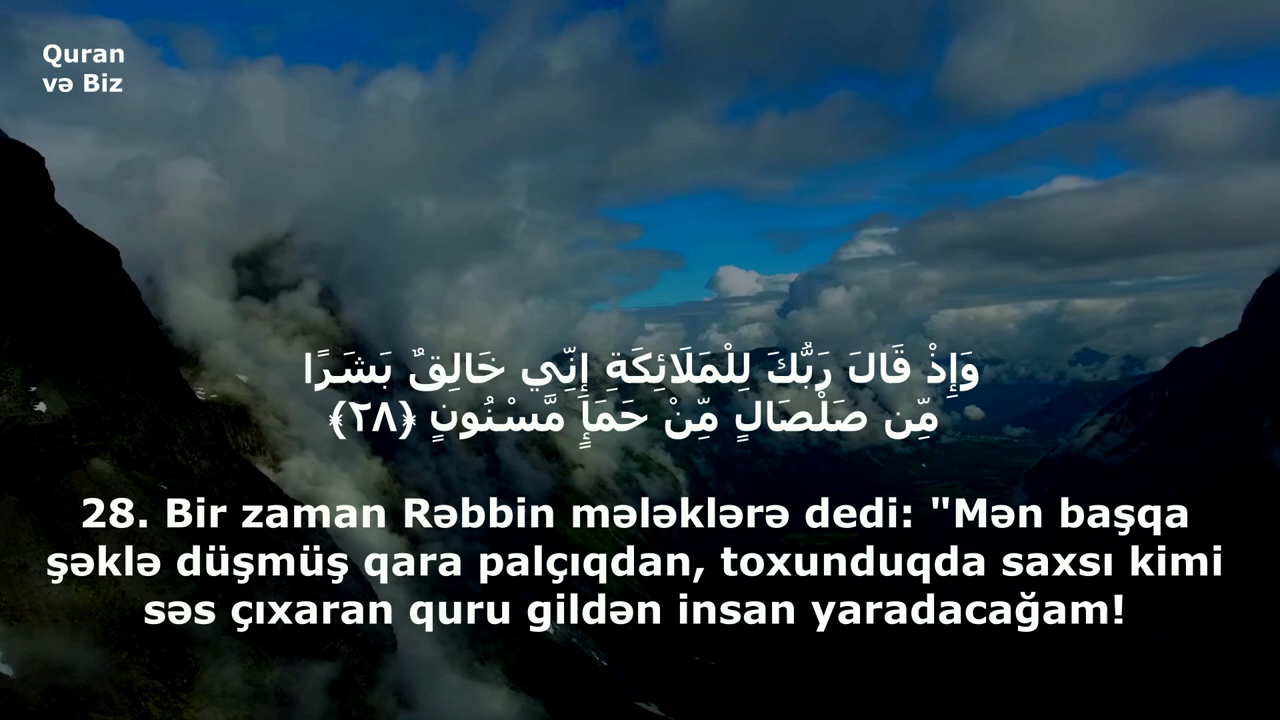 Quran
və Biz
وَإِذْ قَالَ رَبُّكَ لِلْمَلَائِكَةِ إِنِّي خَالِقٌ بَشَرًا
مِّن صَلْصَالٍ مِّنْ حَمَإٍ مَّسْنُونٍ ﴿٢٨﴾
28. Bir zaman Rəbbin mələklərə dedi: "Mən başqa
şəklə düşmüş qara palçıqdan, toxunduqda saxsı kimi
səs çıxaran quru gildən insan yaradacağam!